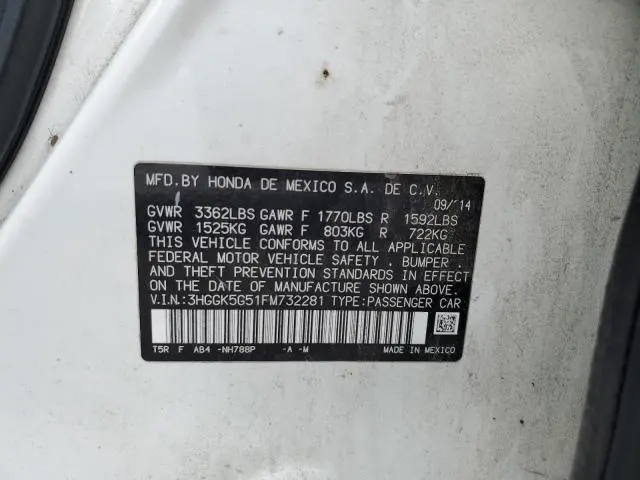 MFD.BY HONDA DE MEXICO S.A. DE C.V.
09/14
GVWR 3362LBS GAWR F 1770LBS R 1592LBS
GVWR 1525KG GAWR F 803KG R 722KG
THIS VEHICLE CONFORMS TO ALL APPLICABLE
FEDERAL MOTOR VEHICLE SAFETY . BUMPER .
AND THEFT PREVENTION STANDARDS IN EFFECT
ON THE DATE OF MANUFACTURE SHOWN ABOVE.
V.I.N.:3HGGK5G51FM732281 TYPE:PASSENGER CAR
T5R F AB4 -NH788P -A -M MADE IN MEXICO